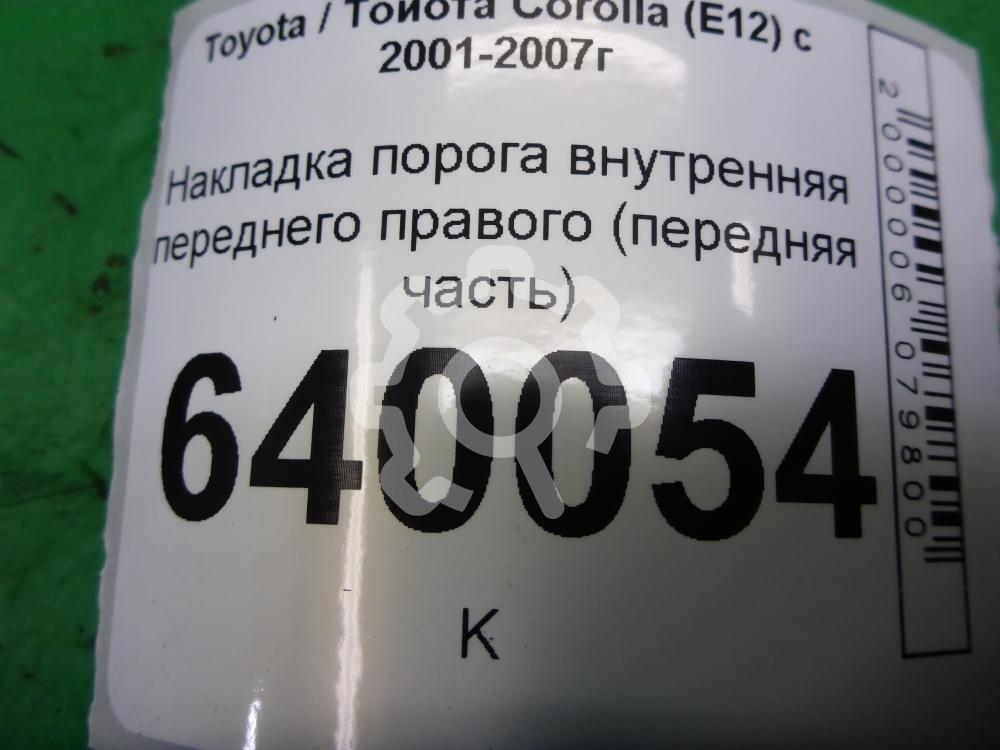 Toyota / Тойота Corolla (E12) с
2001-2007г
Накладка порога внутренняя
переднего правого (передняя
часть)
640054
К
2000006079800